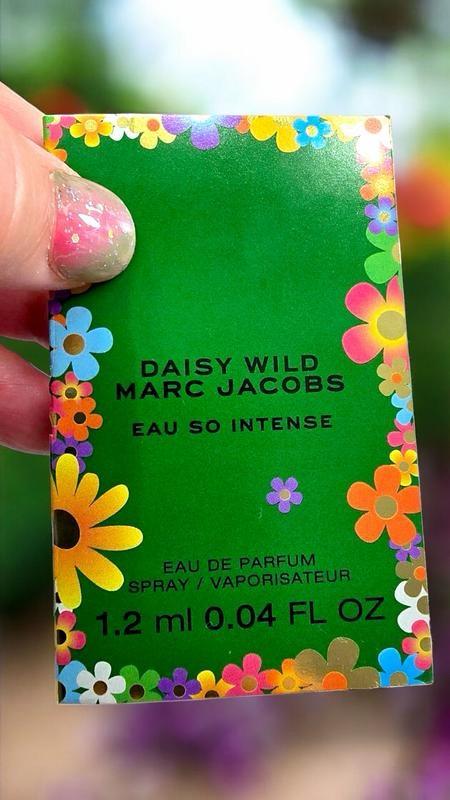 DAISY WILD
MARC JACOBS
EAU SO INTENSE
EAU DE PARFUM
SPRAY / VAPORISATEUR
1.2 ml 0.04 FL OZ